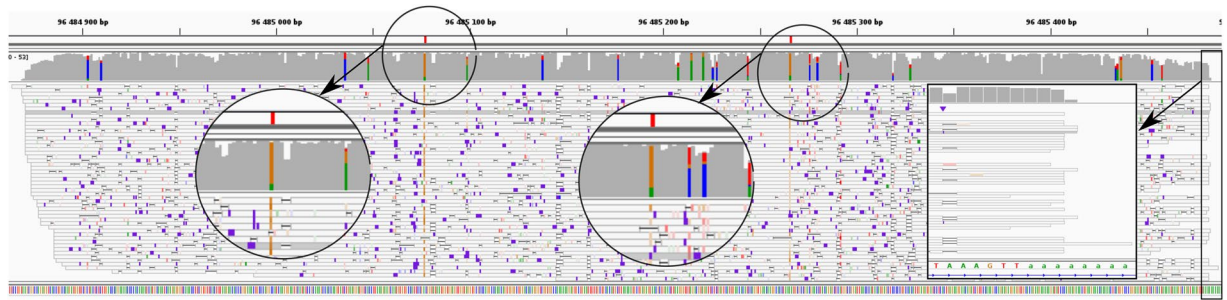 96 484 900 bp 96 485 000 bp 96 485 100 bp 96 485 200 bp 96 485 300 bp 96 485 400 bp
0 - 53]
T A A A G T T a a a a a a a a